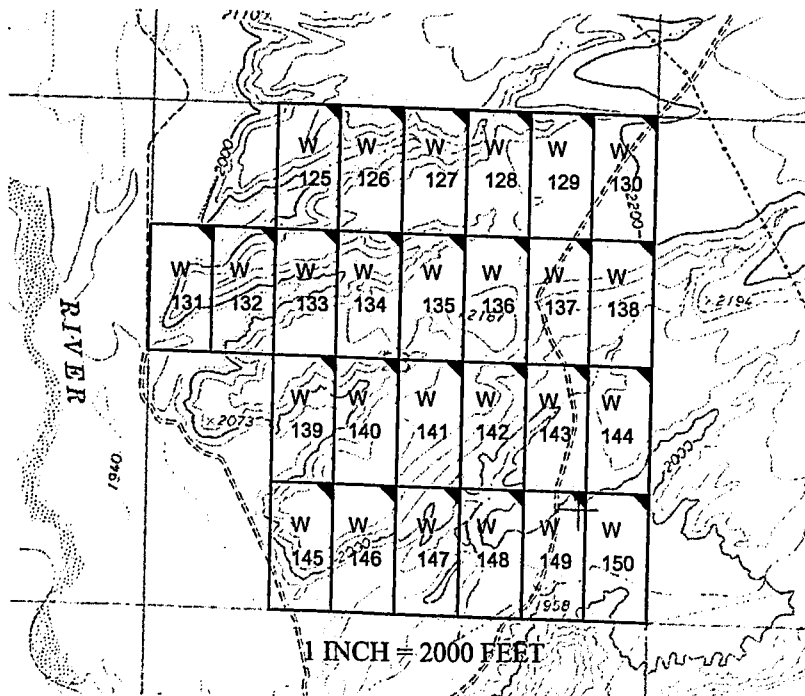 21109
2000
W W W W W W
125 126 127 128 129 130
2200
W W W W W W W W
131 132 133 134 135 136 137 138
x 2187
x 2194
RIVER
W W W W W W
139 140 141 142 143 144
x 2073
2000
1940
W W W W W W
145 146 147 148 149 150
2000
1958
1 INCH = 2000 FEET